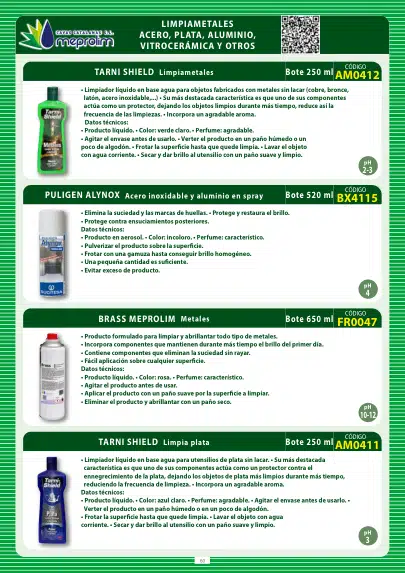 CAYAS CATALANAS S.L.
meprolim
LIMPIAMETALES
ACERO, PLATA, ALUMINIO,
VITROCERÁMICA Y OTROS
TARNI SHIELD Limpiametales
Bote 250 ml
CÓDIGO
AM0412
• Limpiador líquido en base agua para objetos fabricados con metales sin lacar (cobre, bronce,
latón, acero inoxidable,...) • Su más destacada característica es que uno de sus componentes
actúa como un protector, dejando los objetos limpios durante más tiempo, reduce así la
frecuencia de las limpiezas. • Incorpora un agradable aroma.
Datos técnicos:
• Producto líquido. • Color: verde claro. • Perfume: agradable.
• Agitar el envase antes de usarlo. • Verter el producto en un paño húmedo o un
poco de algodón. • Frotar la superficie hasta que quede limpia. • Lavar el objeto
con agua corriente. • Secar y dar brillo al utensilio con un paño suave y limpio.
Tarni-
Shield
Metales
pH
2-3
PULIGEN ALYNOX Acero inoxidable y aluminio en spray
Bote 520 ml
CÓDIGO
BX4115
• Elimina la suciedad y las marcas de huellas. • Protege y restaura el brillo.
• Protege contra ensuciamientos posteriores.
Datos técnicos:
• Producto en aerosol. • Color: incoloro. • Perfume: característico.
• Pulverizar el producto sobre la superficie.
• Frotar con una gamuza hasta conseguir brillo homogéneo.
• Una pequeña cantidad es suficiente.
• Evitar exceso de producto.
pH
4
BRASS MEPROLIM Metales
Bote 650 ml
CÓDIGO
FR0047
• Producto formulado para limpiar y abrillantar todo tipo de metales.
• Incorpora componentes que mantienen durante más tiempo el brillo del primer día.
• Contiene componentes que eliminan la suciedad sin rayar.
• Fácil aplicación sobre cualquier superficie.
Datos técnicos:
• Producto líquido. • Color: rosa. • Perfume: característico.
• Agitar el producto antes de usar.
• Aplicar el producto con un paño suave por la superficie a limpiar.
• Eliminar el producto y abrillantar con un paño seco.
pH
10-12
TARNI SHIELD Limpia plata
Bote 250 ml
CÓDIGO
AM0411
• Limpiador líquido en base agua para utensilios de plata sin lacar. • Su más destacada
característica es que uno de sus componentes actúa como un protector contra el
ennegrecimiento de la plata, dejando los objetos de plata más limpios durante más tiempo,
reduciendo la frecuencia de limpieza. • Incorpora un agradable aroma.
Datos técnicos:
• Producto líquido. • Color: azul claro. • Perfume: agradable. • Agitar el envase antes de usarlo. •
Verter el producto en un paño húmedo o en un poco de algodón.
• Frotar la superficie hasta que quede limpia. • Lavar el objeto con agua
corriente. • Secar y dar brillo al utensilio con un paño suave y limpio.
Tarni-
Shield
Plata
pH
3